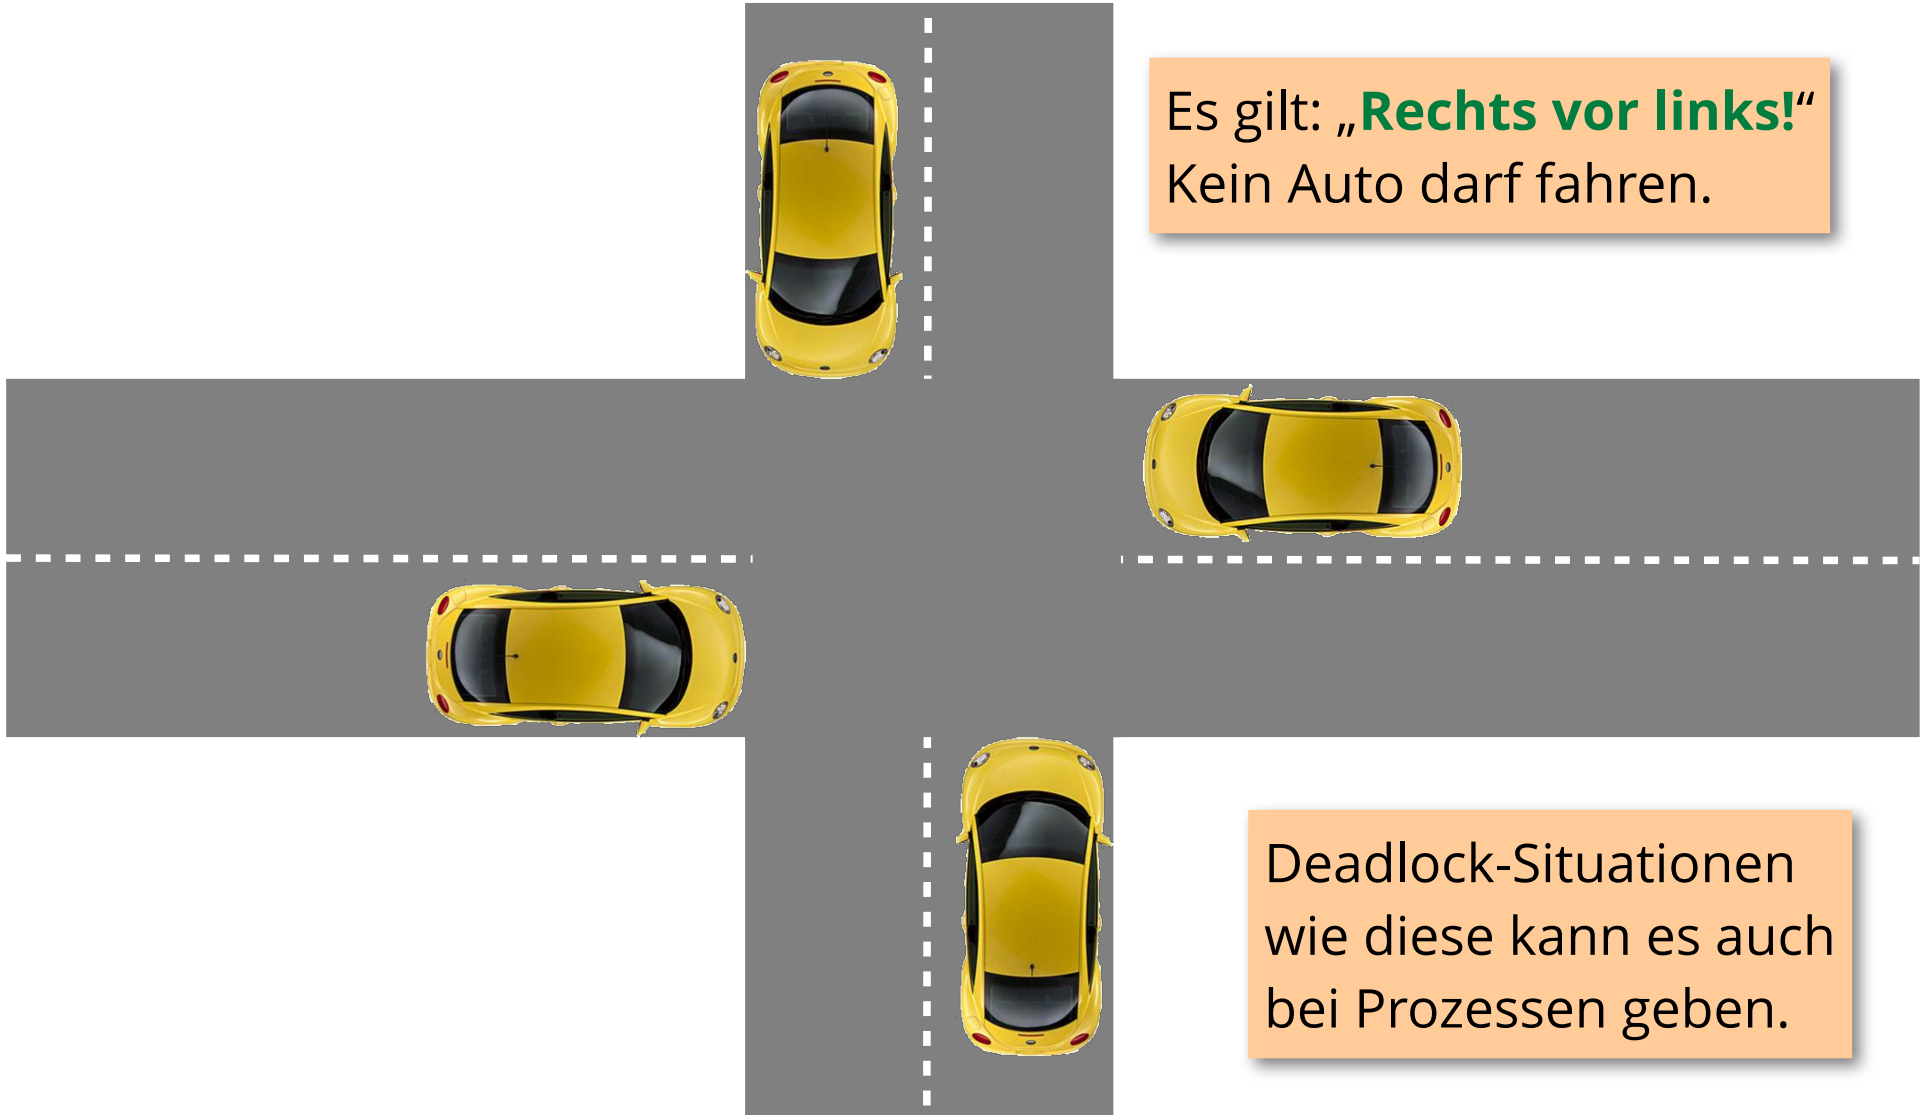 Es gilt: „Rechts vor links!“
Kein Auto darf fahren.
Deadlock-Situationen
wie diese kann es auch
bei Prozessen geben.